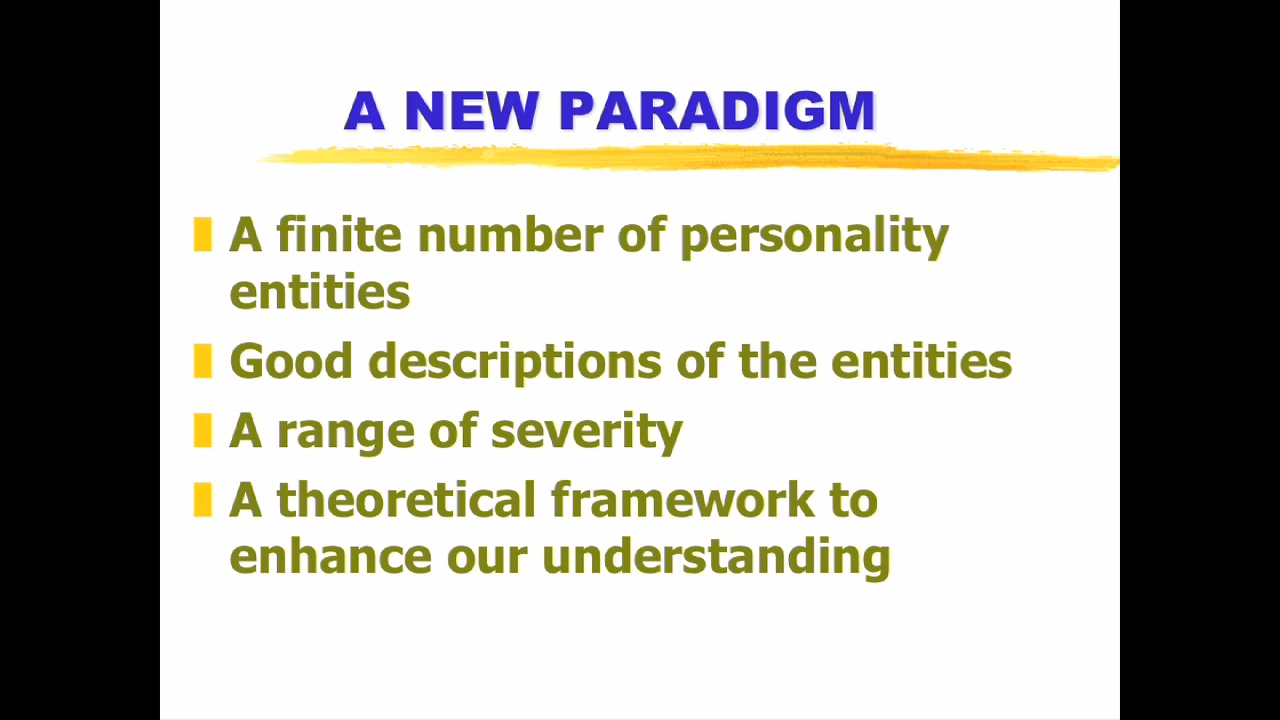 A NEW PARADIGM
A finite number of personality
entities
Good descriptions of the entities
A range of severity
A theoretical framework to
enhance our understanding